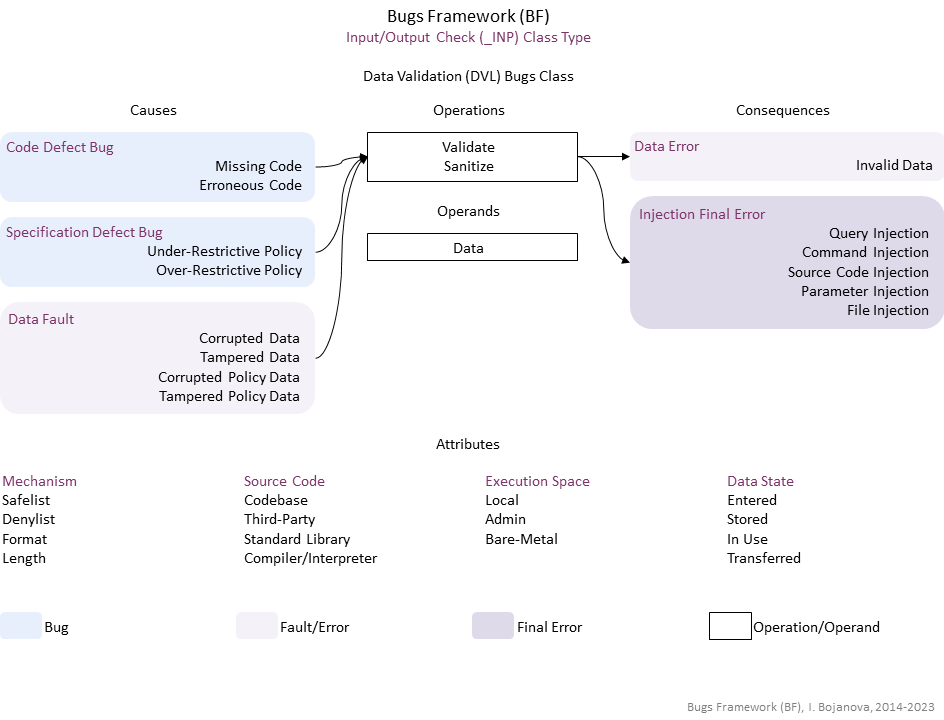 Bugs Framework (BF)
Input/Output Check (_INP) Class Type
Data Validation (DVL) Bugs Class
Causes
Operations
Consequences
Code Defect Bug
Missing Code
Erroneous Code
Specification Defect Bug
Under-Restrictive Policy
Over-Restrictive Policy
Data Fault
Corrupted Data
Tampered Data
Corrupted Policy Data
Tampered Policy Data
Validate
Sanitize
Operands
Data
Data Error
Invalid Data
Injection Final Error
Query Injection
Command Injection
Source Code Injection
Parameter Injection
File Injection
Attributes
Mechanism
Safelist
Denylist
Format
Length
Source Code
Codebase
Third-Party
Standard Library
Compiler/Interpreter
Execution Space
Local
Admin
Bare-Metal
Data State
Entered
Stored
In Use
Transferred
Bug
Fault/Error
Final Error
Operation/Operand
Bugs Framework (BF), I. Bojanova, 2014-2023